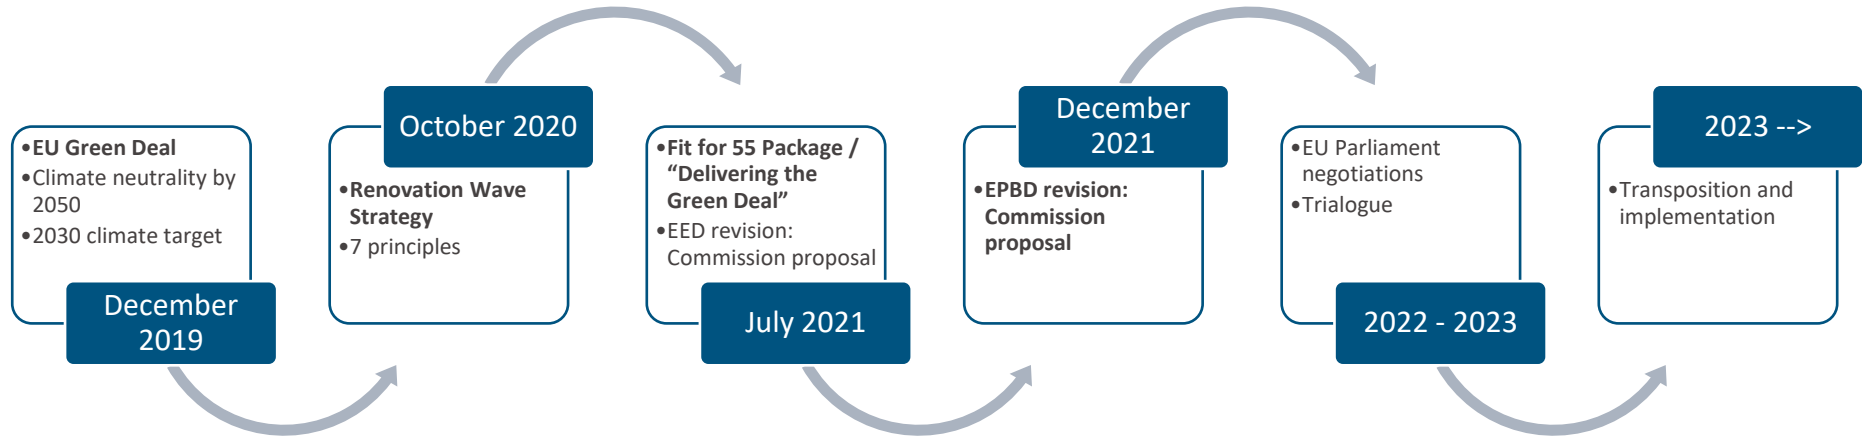 •EU Green Deal
•Climate neutrality by
2050
•2030 climate target
December
2019
October 2020
•Renovation Wave
Strategy
•7 principles
•Fit for 55 Package /
“Delivering the
Green Deal”
•EED revision:
Commission proposal
July 2021
December
2021
•EPBD revision:
Commission
proposal
•EU Parliament
negotiations
•Trialogue
2022 - 2023
2023 -->
•Transposition and
implementation